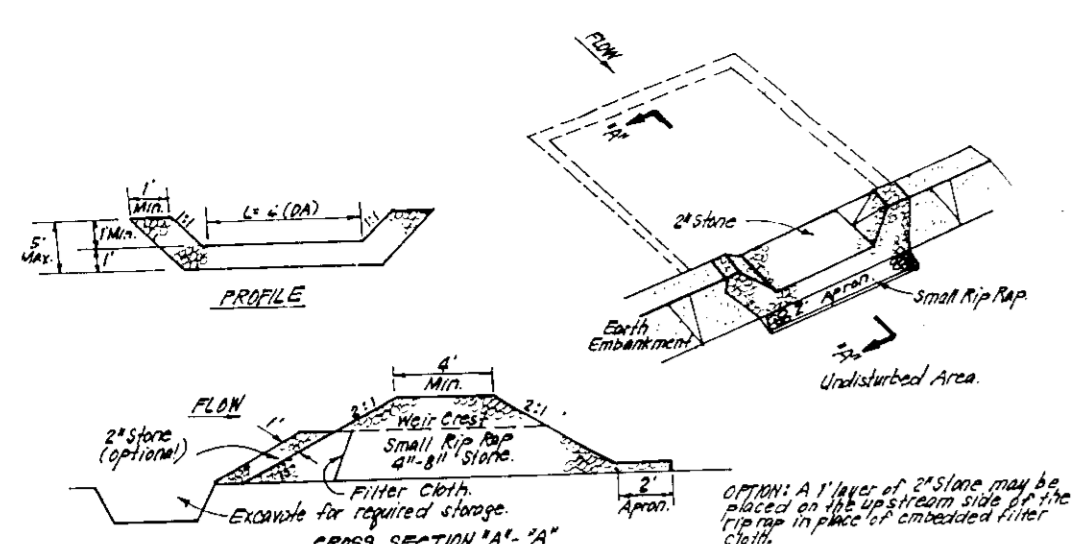 1'
Min.
1:1
L= 4 (DA)
1:1
5'
MAX.
1' Min.
1'
PROFILE
FLOW
"A"
2" Stone
2' Apron.
Small Rip Rap.
Earth
Embankment
"A"
Undisturbed Area.
4'
Min.
FLOW
1'
2:1
2:1
2" Stone
(optional)
Weir Crest
Small Rip Rap
4"-8" Stone.
Filter Cloth.
Excavate for required storage.
2'
Apron.
CROSS SECTION "A"-"A"
OPTION: A 1' layer of 2" Stone may be
placed on the upstream side of the
rip rap in place of embedded filter
cloth.